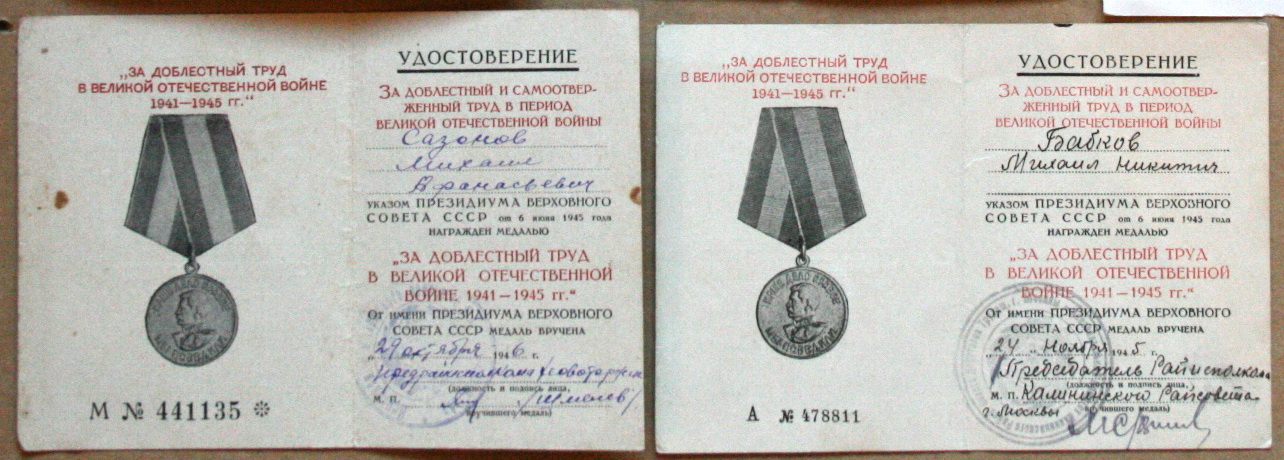 „ЗА ДОБЛЕСТНЫЙ ТРУД
В ВЕЛИКОЙ ОТЕЧЕСТВЕННОЙ ВОЙНЕ
1941—1945 гг.“
М № 441135 ❊
УДОСТОВЕРЕНИЕ
ЗА ДОБЛЕСТНЫЙ И САМООТВЕР-
ЖЕННЫЙ ТРУД В ПЕРИОД
ВЕЛИКОЙ ОТЕЧЕСТВЕННОЙ ВОЙНЫ
Сазонов
Михаил
Афанасьевич
УКАЗОМ ПРЕЗИДИУМА ВЕРХОВНОГО
СОВЕТА СССР от 6 июня 1945 года
НАГРАЖДЕН МЕДАЛЬЮ
„ЗА ДОБЛЕСТНЫЙ ТРУД
В ВЕЛИКОЙ ОТЕЧЕСТВЕННОЙ
ВОЙНЕ 1941—1945 гг.“
От имени ПРЕЗИДИУМА ВЕРХОВНОГО
СОВЕТА СССР МЕДАЛЬ ВРУЧЕНА
„29 октября 1946 г.
(должность и подпись лица,
М. П.
вручившего медаль)
„ЗА ДОБЛЕСТНЫЙ ТРУД
В ВЕЛИКОЙ ОТЕЧЕСТВЕННОЙ ВОЙНЕ
1941—1945 гг.“
А № 478811
УДОСТОВЕРЕНИЕ
ЗА ДОБЛЕСТНЫЙ И САМООТВЕР-
ЖЕННЫЙ ТРУД В ПЕРИОД
ВЕЛИКОЙ ОТЕЧЕСТВЕННОЙ ВОЙНЫ
Бабков
Михаил Никитич
УКАЗОМ ПРЕЗИДИУМА ВЕРХОВНОГО
СОВЕТА СССР от 6 июня 1945 года
НАГРАЖДЕН МЕДАЛЬЮ
„ЗА ДОБЛЕСТНЫЙ ТРУД
В ВЕЛИКОЙ ОТЕЧЕСТВЕННОЙ
ВОЙНЕ 1941—1945 гг.“
От имени ПРЕЗИДИУМА ВЕРХОВНОГО
СОВЕТА СССР МЕДАЛЬ ВРУЧЕНА
„24„ ноября 1945 г.
Председатель Райисполкома
(должность и подпись лица,
М. П. Калининского Райсовета
г. Москвы вручившего медаль)